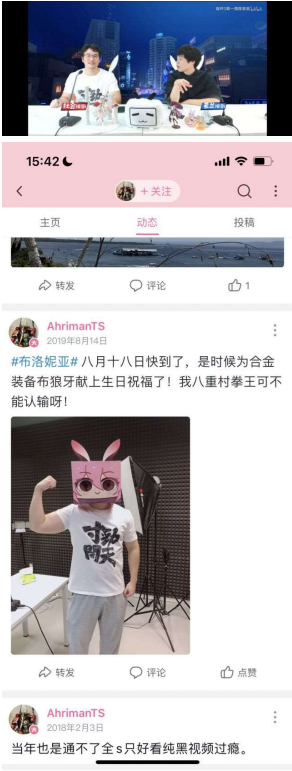 15:42
+ 关注
主页
动态
投稿
转发
评论
1
AhrimanTS
2019年8月14日
#布洛妮亚# 八月十八日快到了，是时候为合金
装备布狼牙献上生日祝福了！我八重村拳王可不
能认输呀！
转发
评论
点赞
AhrimanTS
2018年2月3日
当年也是通不了全s只好看纯黑视频过瘾。